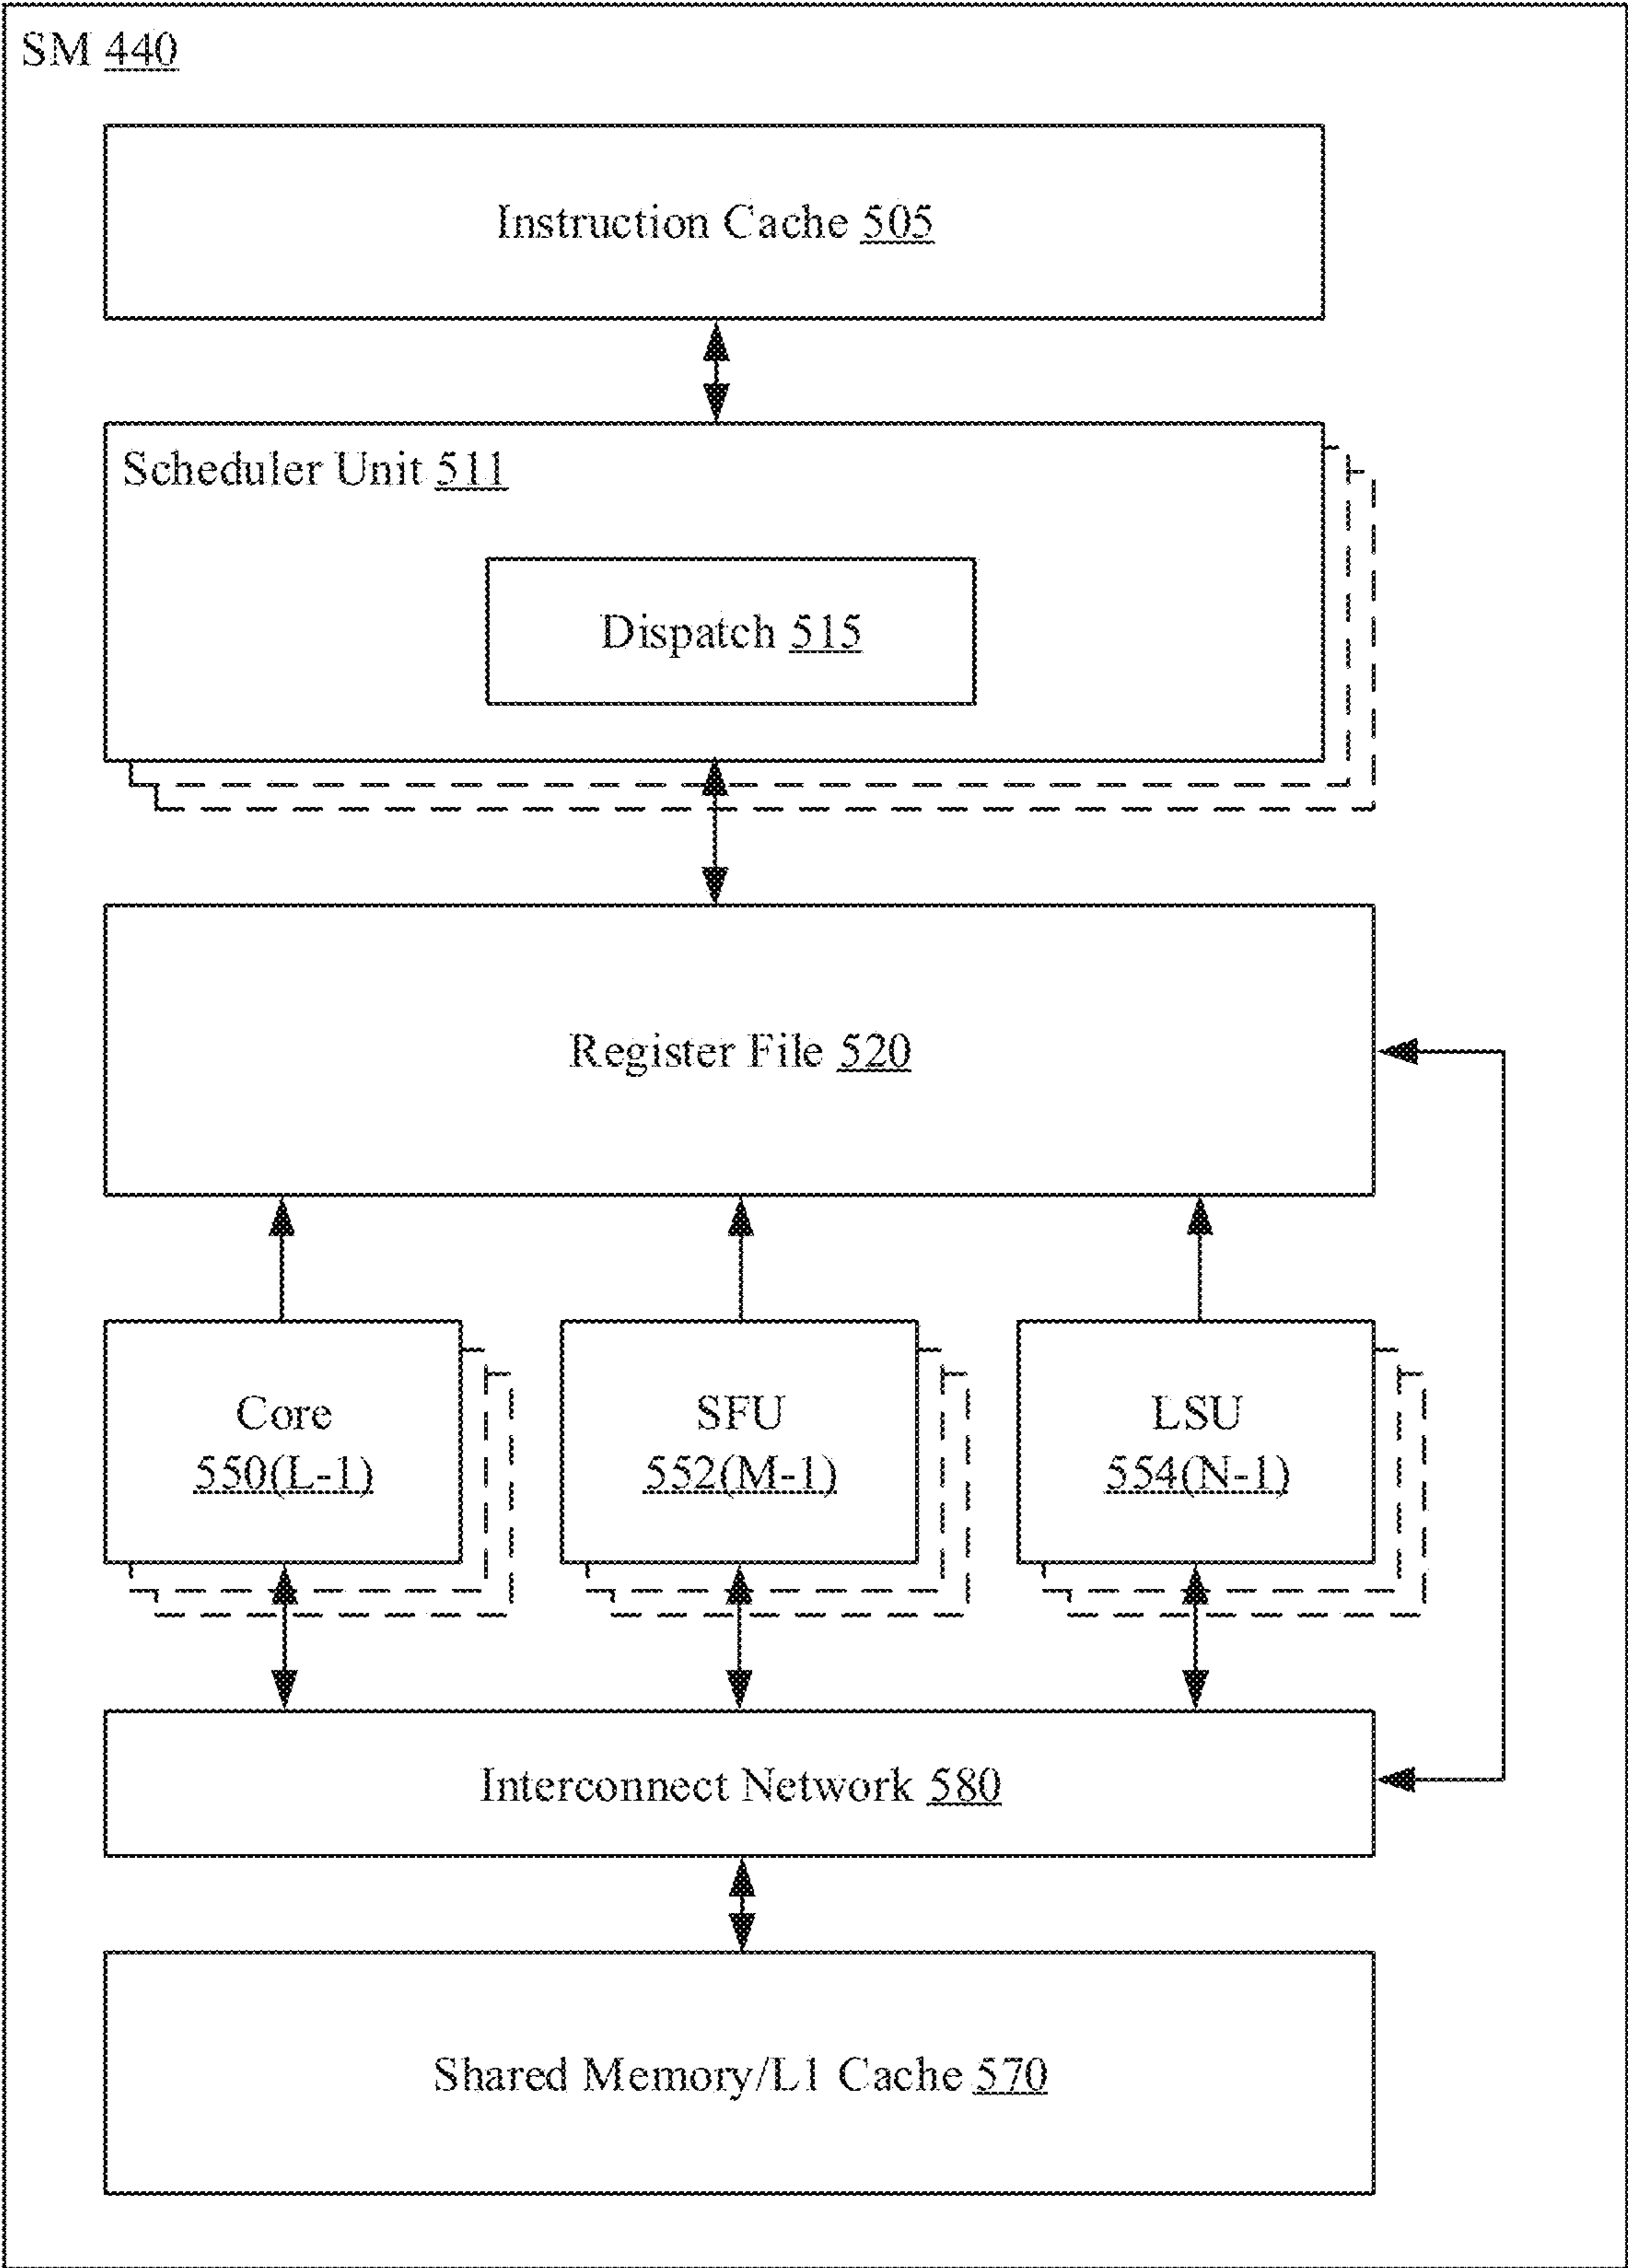 SM 440
Instruction Cache 505
Scheduler Unit 511
Dispatch 515
Register File 520
Core
550(L-1)
SFU
552(M-1)
LSU
554(N-1)
Interconnect Network 580
Shared Memory/L1 Cache 570